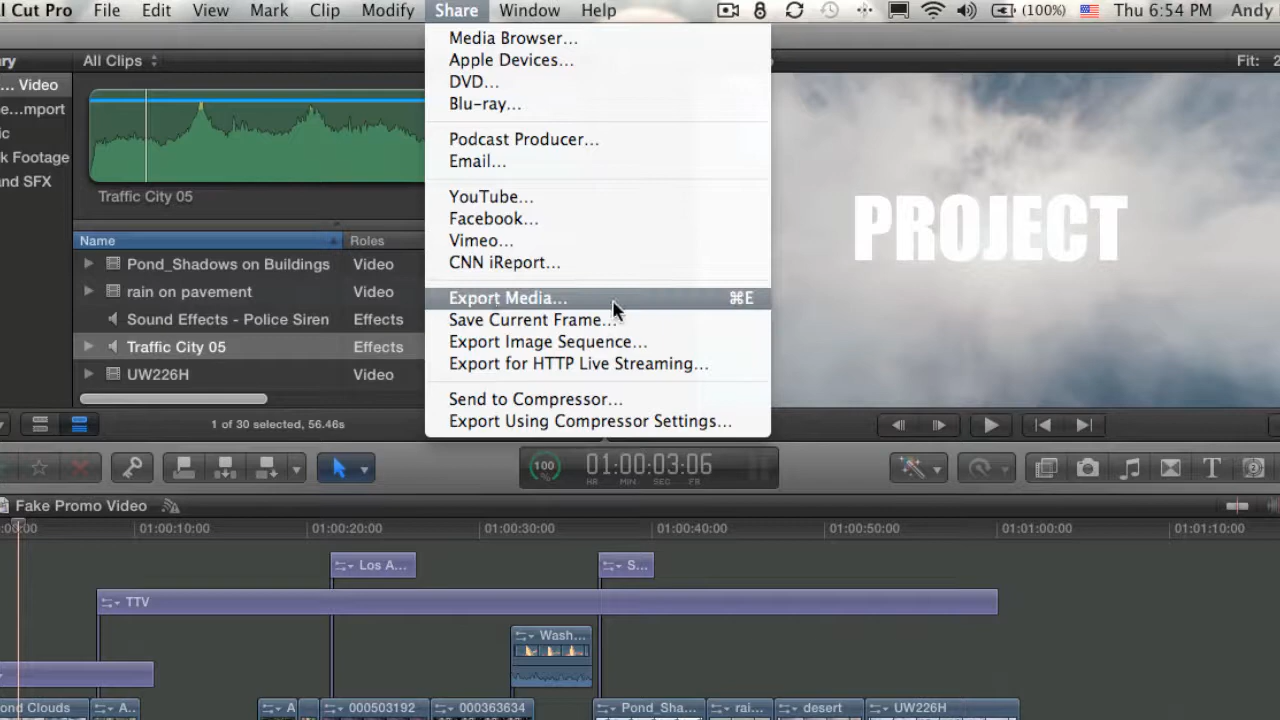 l Cut Pro File Edit View Mark Clip Modify Share Window Help (100%) Thu 6:54 PM Andy
ry All Clips Fit: 2
... Video
e...mport
ic
k Footage
nd SFX
Traffic City 05
Name Roles
Pond_Shadows on Buildings Video
rain on pavement Video
Sound Effects - Police Siren Effects
Traffic City 05 Effects
UW226H Video
1 of 30 selected, 56.46s
Media Browser...
Apple Devices...
DVD...
Blu-ray...
Podcast Producer...
Email...
YouTube...
Facebook...
Vimeo...
CNN iReport...
Export Media... ⌘E
Save Current Frame...
Export Image Sequence...
Export for HTTP Live Streaming...
Send to Compressor...
Export Using Compressor Settings...
PROJECT
100 % 01:00:03:06
HR MIN SEC FR
T
Fake Promo Video
:00:00 01:00:10:00 01:00:20:00 01:00:30:00 01:00:40:00 01:00:50:00 01:01:00:00 01:01:10:00
Los A... S...
TTV
Wash...
ond Clouds A.. A 000503192 000363634 Pond_Sha... rai... desert UW226H